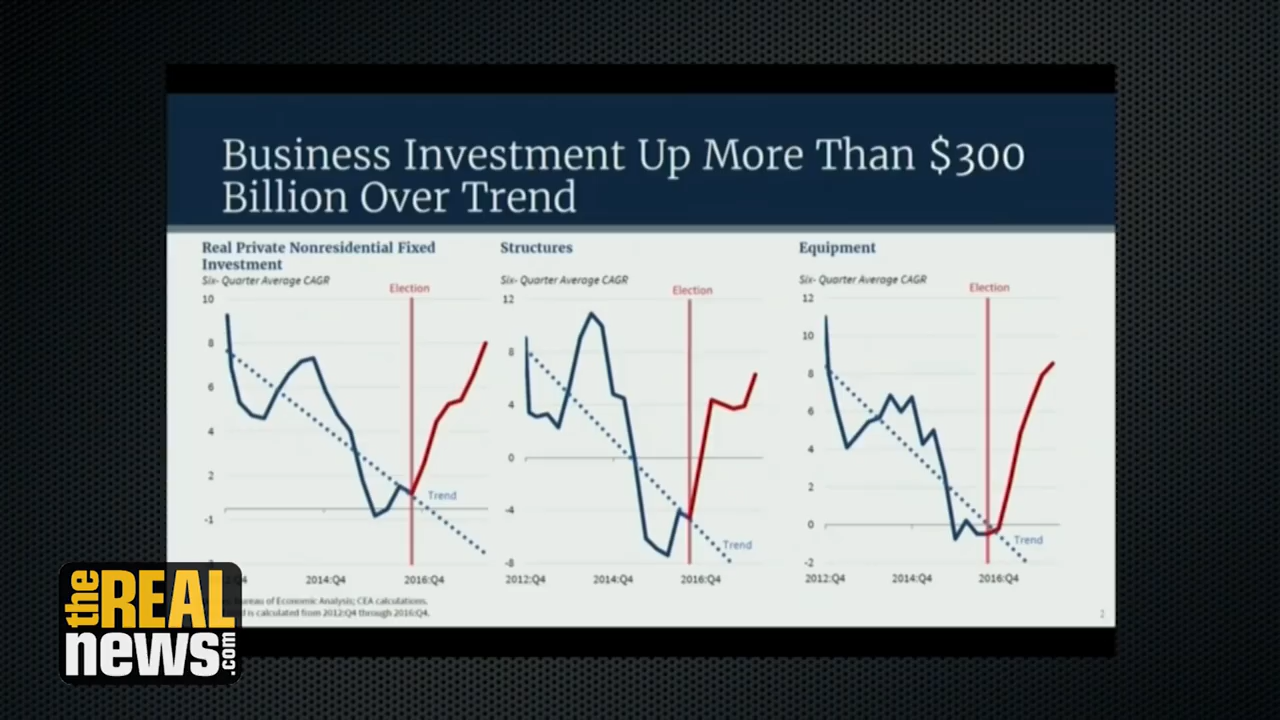 Business Investment Up More Than $300
Billion Over Trend
Real Private Nonresidential Fixed
Investment
Six- Quarter Average CAGR
Election
10
8
6
4
2
-1
Trend
2014:Q4
2016:Q4
Structures
Six- Quarter Average CAGR
Election
12
8
4
0
-4
-8
Trend
2012:Q4
2014:Q4
2016:Q4
Equipment
Six- Quarter Average CAGR
Election
12
10
8
6
4
2
0
-2
Trend
2012:Q4
2014:Q4
2016:Q4
Bureau of Economic Analysis; CEA calculations.
is calculated from 2012:Q4 through 2016:Q4.
the REAL
news.com